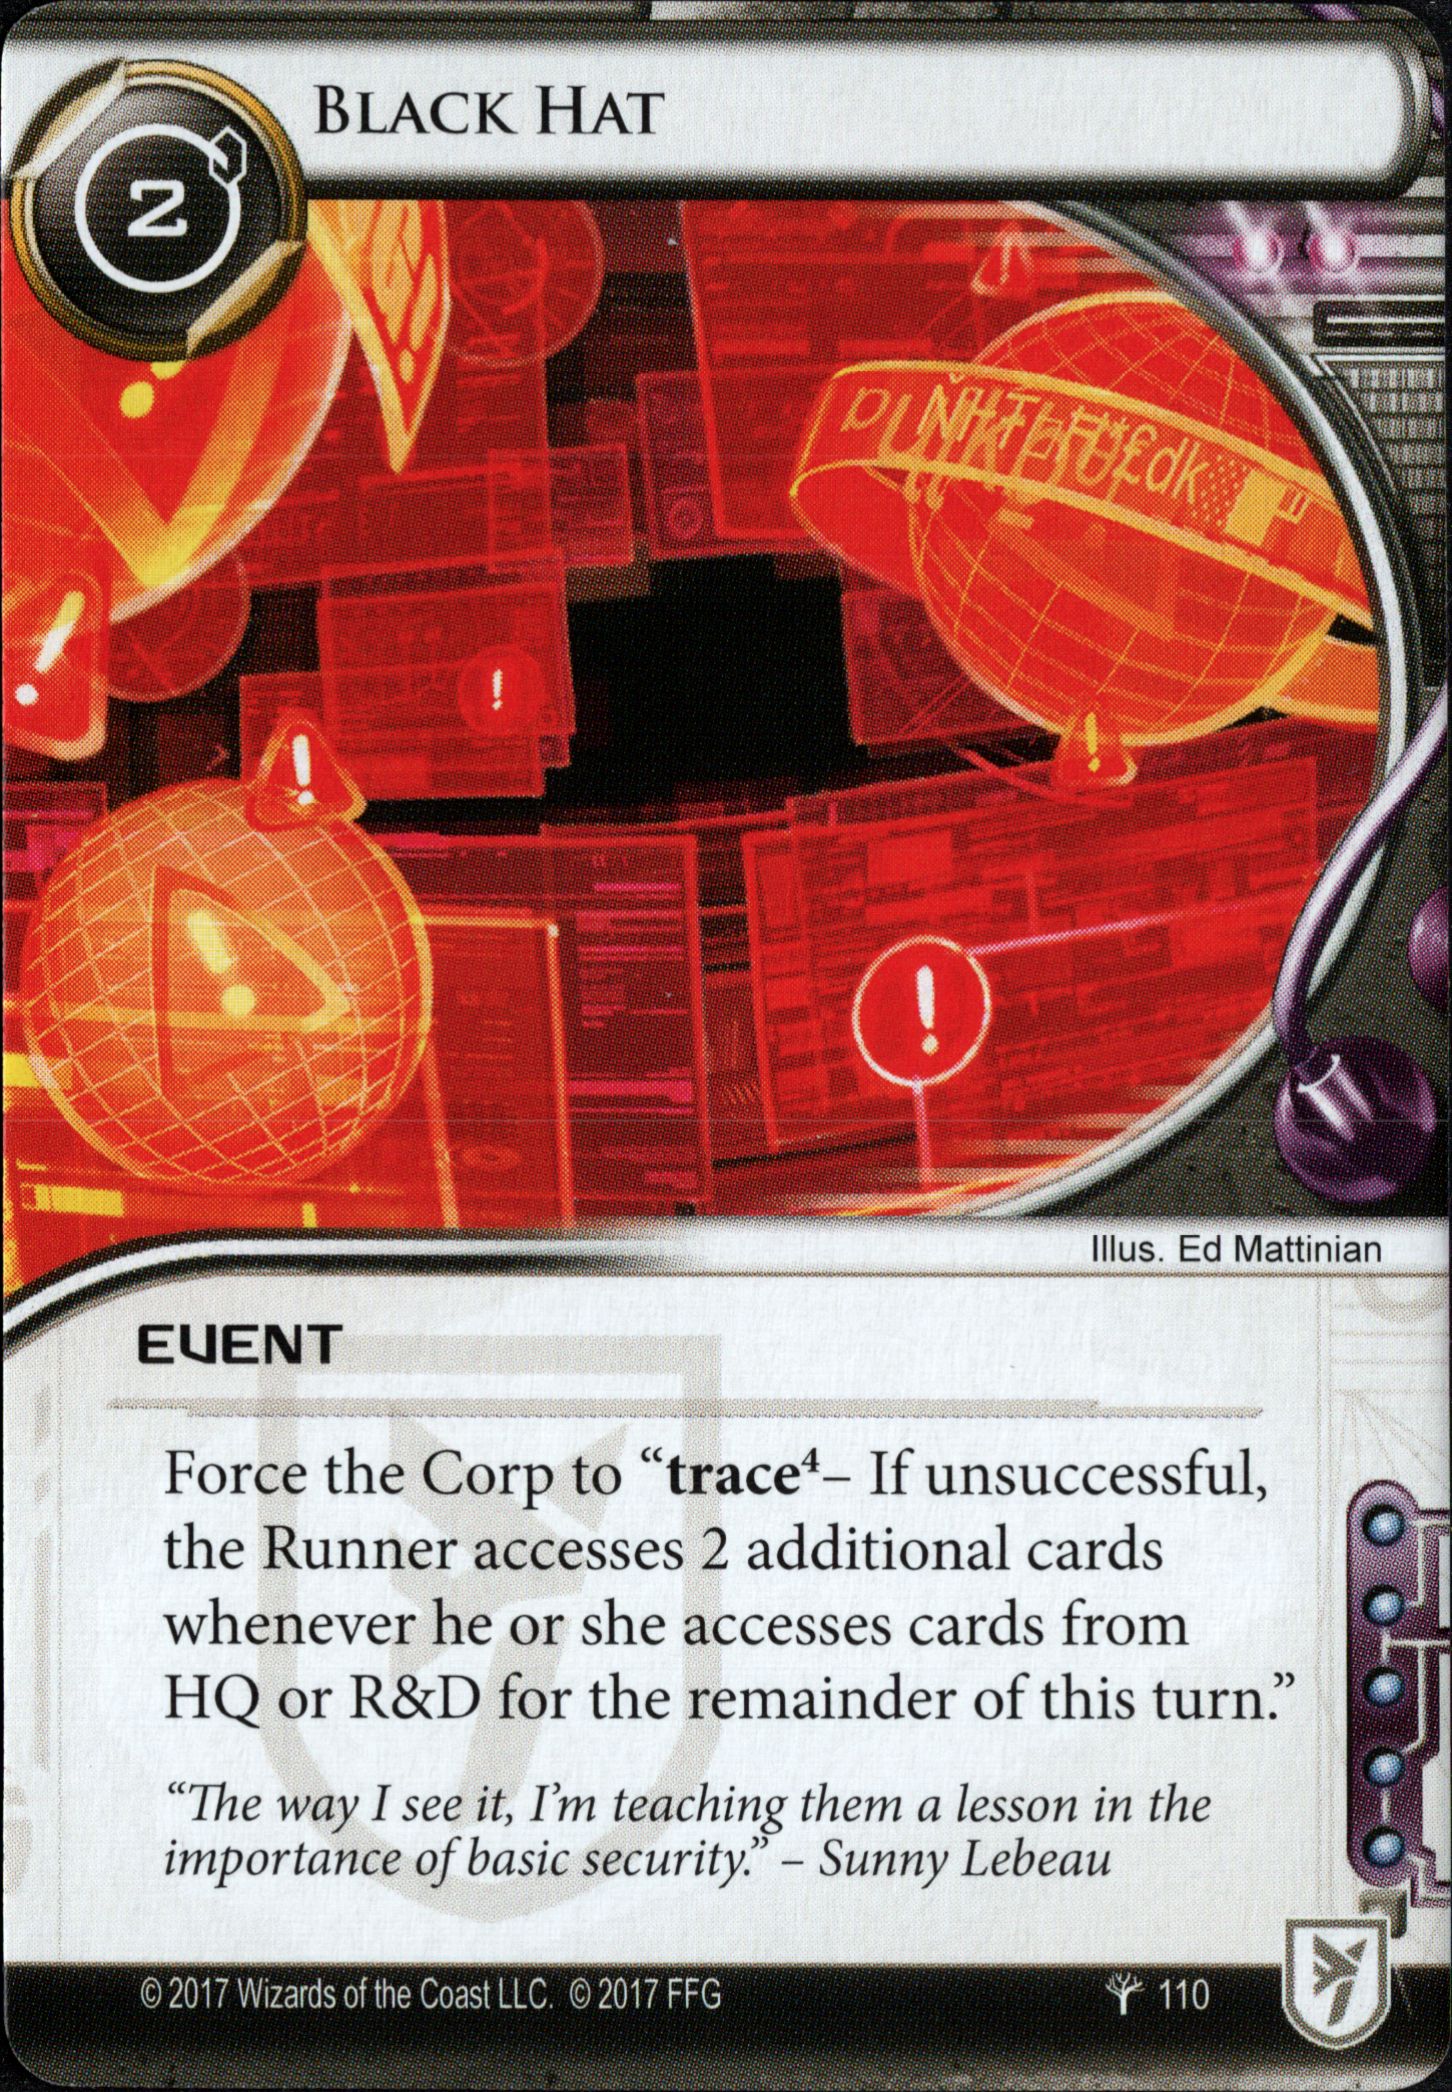 2
BLACK HAT
Illus. Ed Mattinian
EVENT
Force the Corp to “trace⁴– If unsuccessful,
the Runner accesses 2 additional cards
whenever he or she accesses cards from
HQ or R&D for the remainder of this turn.”
“The way I see it, I’m teaching them a lesson in the
importance of basic security.” – Sunny Lebeau
© 2017 Wizards of the Coast LLC. © 2017 FFG
110